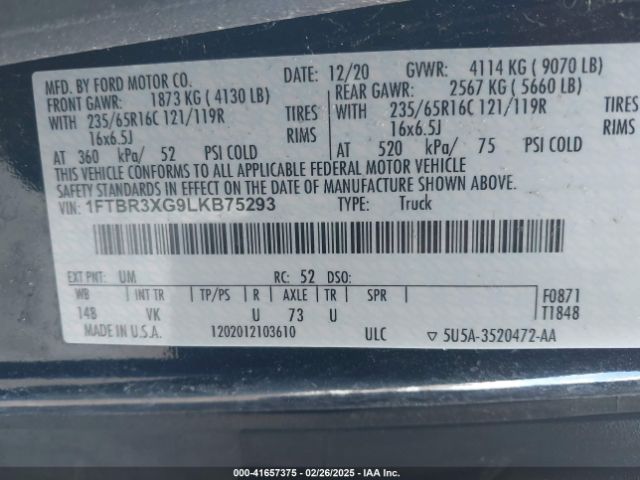 MFD. BY FORD MOTOR CO. DATE: 12/20 GVWR: 4114 KG ( 9070 LB)
FRONT GAWR: 1873 KG ( 4130 LB) REAR GAWR: 2567 KG ( 5660 LB)
WITH 235/65R16C 121/119R TIRES WITH 235/65R16C 121/119R TIRES
16x6.5J RIMS 16x6.5J RIMS
AT 360 kPa/ 52 PSI COLD AT 520 kPa/ 75 PSI COLD
THIS VEHICLE CONFORMS TO ALL APPLICABLE FEDERAL MOTOR VEHICLE
SAFETY STANDARDS IN EFFECT ON THE DATE OF MANUFACTURE SHOWN ABOVE.
VIN: 1FTBR3XG9LKB75293 TYPE: Truck
EXT PNT: UM RC: 52 DSO:
WB INT TR TP/PS R AXLE TR SPR F0871
148 VK U 73 U T1848
MADE IN U.S.A. 1202012103610 ULC ▽ 5U5A-3520472-AA
000-41657375 | 02/26/2025 - IAAI.com